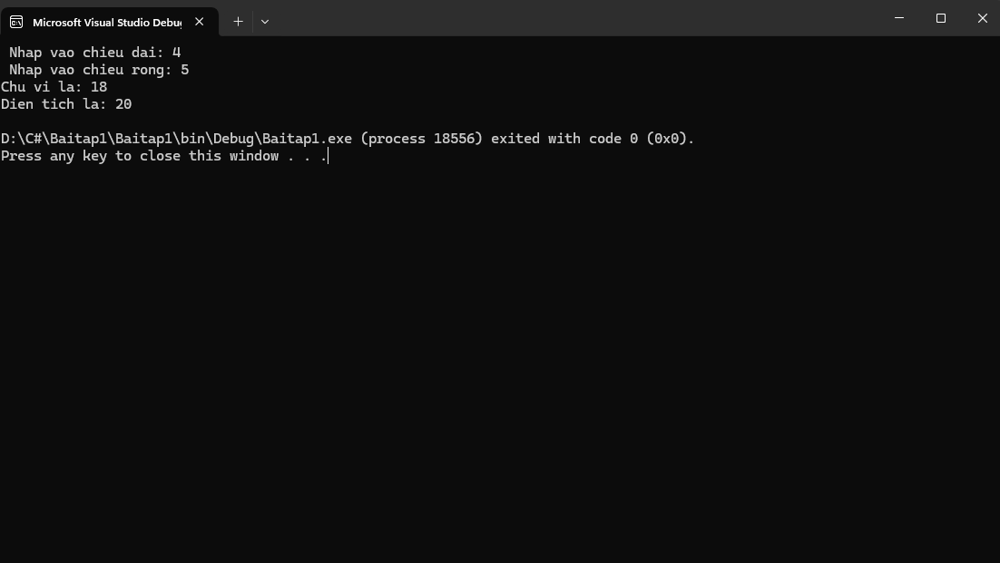 Microsoft Visual Studio Debu
Nhap vao chieu dai: 4
Nhap vao chieu rong: 5
Chu vi la: 18
Dien tich la: 20
D:\C#\Baitap1\Baitap1\bin\Debug\Baitap1.exe (process 18556) exited with code 0 (0x0).
Press any key to close this window . . .